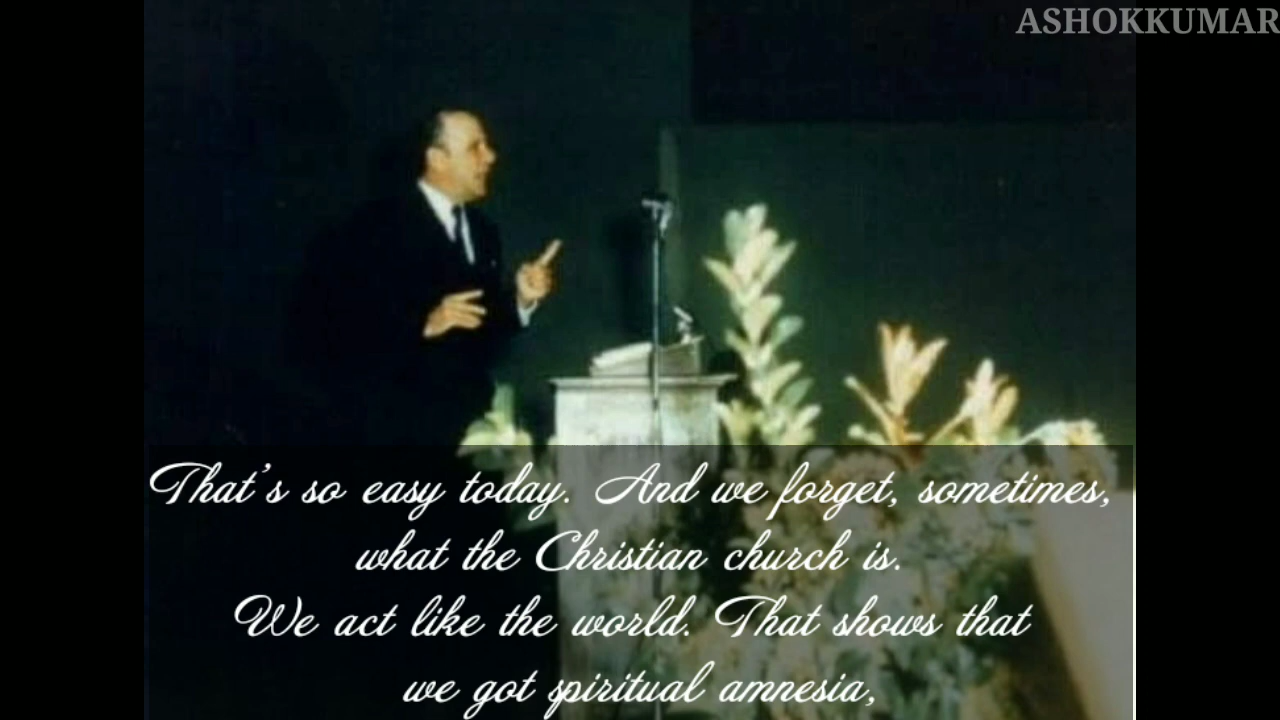 ASHOKKUMAR
That's so easy today. And we forget, sometimes,
what the Christian church is.
We act like the world. That shows that
we got spiritual amnesia,